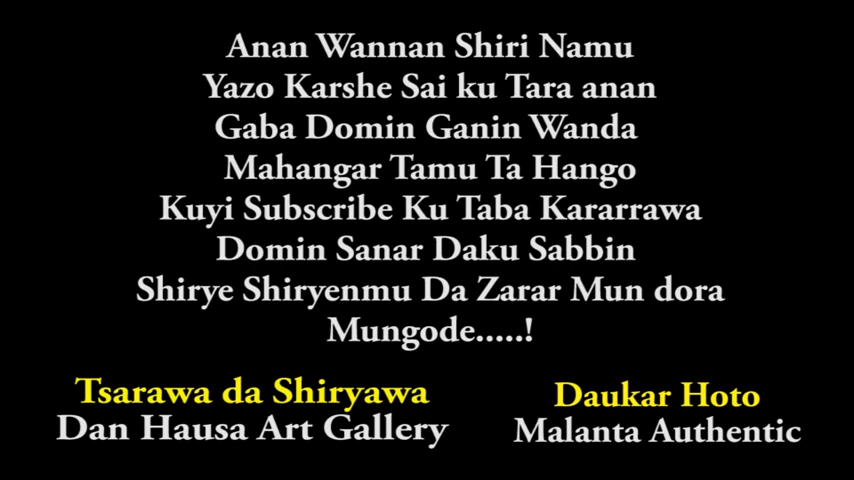 Anan Wannan Shiri Namu
Yazo Karshe Sai ku Tara anan
Gaba Domin Ganin Wanda
Mahangar Tamu Ta Hango
Kuyi Subscribe Ku Taba Kararrawa
Domin Sanar Daku Sabbin
Shirye Shiryenmu Da Zarar Mun dora
Mungode.....!
Tsarawa da Shiryawa
Dan Hausa Art Gallery
Daukar Hoto
Malanta Authentic